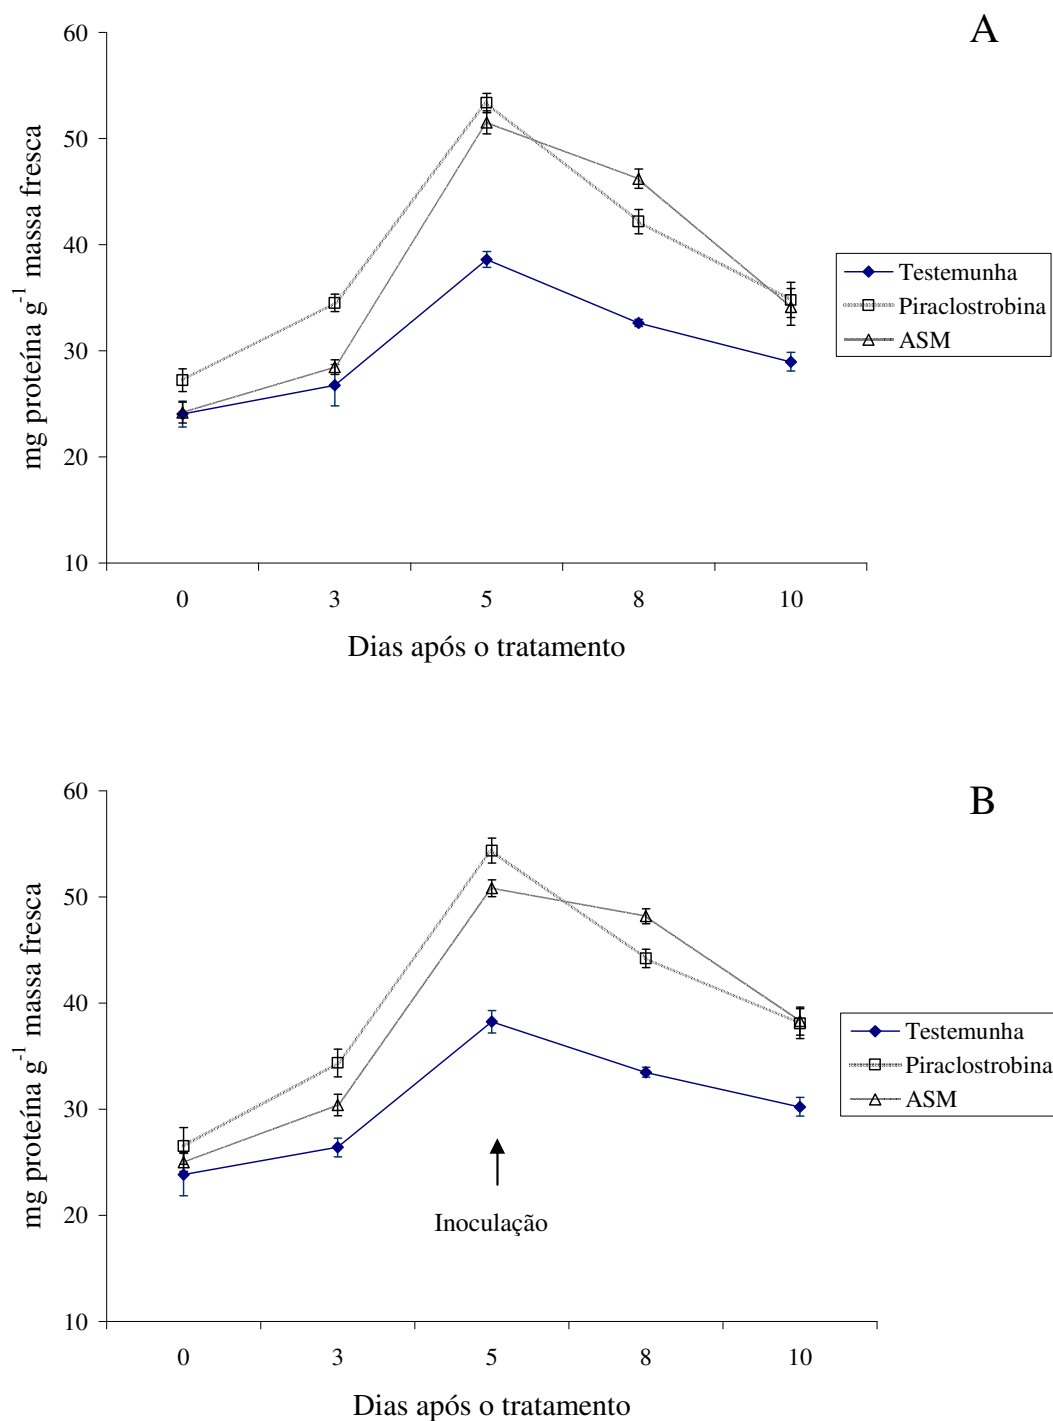 A
60
50
40
30
20
10
mg proteína g⁻¹ massa fresca
0 3 5 8 10
Dias após o tratamento
Testemunha
Piraclostrobina
ASM
B
60
50
40
30
20
10
mg proteína g⁻¹ massa fresca
Inoculação
0 3 5 8 10
Dias após o tratamento
Testemunha
Piraclostrobina
ASM